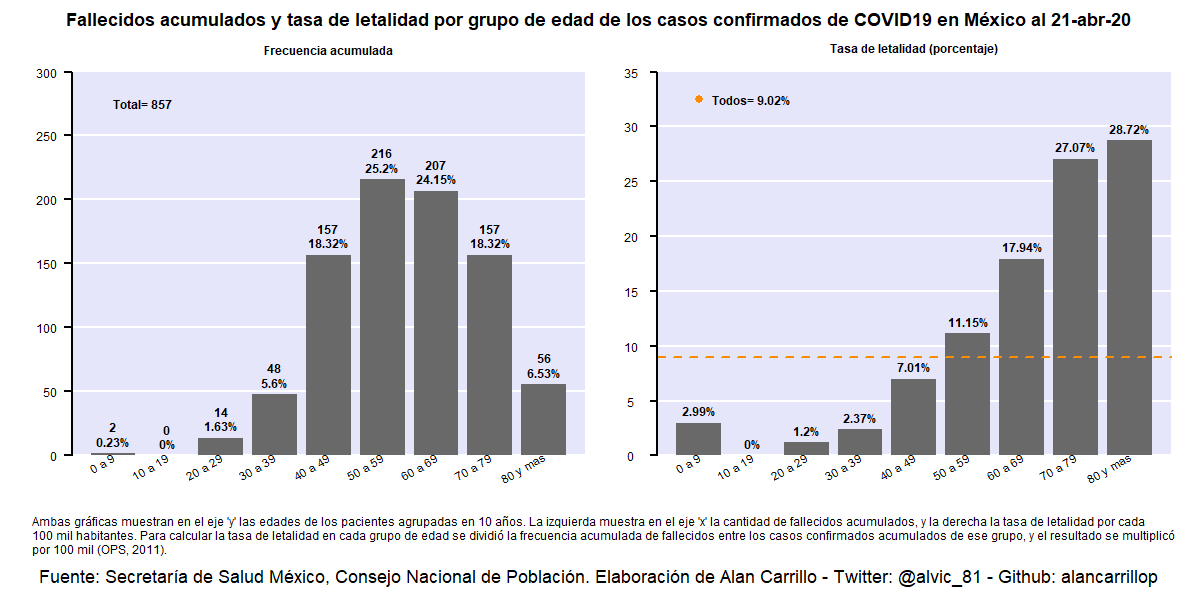 Fallecidos acumulados y tasa de letalidad por grupo de edad de los casos confirmados de COVID19 en México al 21-abr-20
Frecuencia acumulada
300
250
200
150
100
50
0
Total= 857
2
0.23%
0
0%
14
1.63%
48
5.6%
157
18.32%
216
25.2%
207
24.15%
157
18.32%
56
6.53%
0 a 9
10 a 19
20 a 29
30 a 39
40 a 49
50 a 59
60 a 69
70 a 79
80 y mas
Tasa de letalidad (porcentaje)
35
30
25
20
15
10
5
0
Todos= 9.02%
2.99%
0%
1.2%
2.37%
7.01%
11.15%
17.94%
27.07%
28.72%
0 a 9
10 a 19
20 a 29
30 a 39
40 a 49
50 a 59
60 a 69
70 a 79
80 y mas
Ambas gráficas muestran en el eje 'y' las edades de los pacientes agrupadas en 10 años. La izquierda muestra en el eje 'x' la cantidad de fallecidos acumulados, y la derecha la tasa de letalidad por cada
100 mil habitantes. Para calcular la tasa de letalidad en cada grupo de edad se dividió la frecuencia acumulada de fallecidos entre los casos confirmados acumulados de ese grupo, y el resultado se multiplicó
por 100 mil (OPS, 2011).
Fuente: Secretaría de Salud México, Consejo Nacional de Población. Elaboración de Alan Carrillo - Twitter: @alvic_81 - Github: alancarrillop